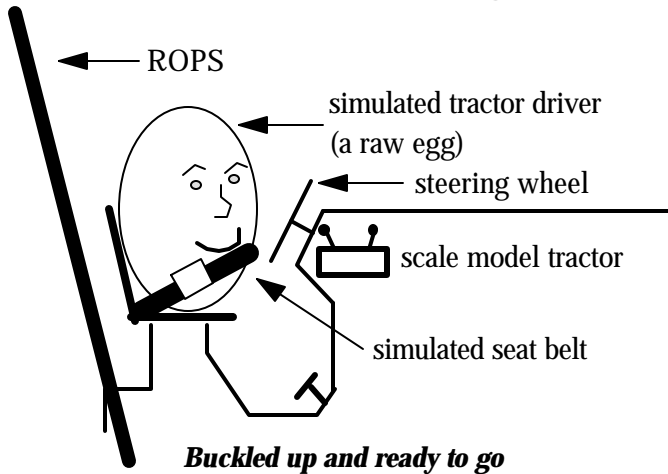 ROPS
simulated tractor driver
(a raw egg)
steering wheel
scale model tractor
simulated seat belt
Buckled up and ready to go